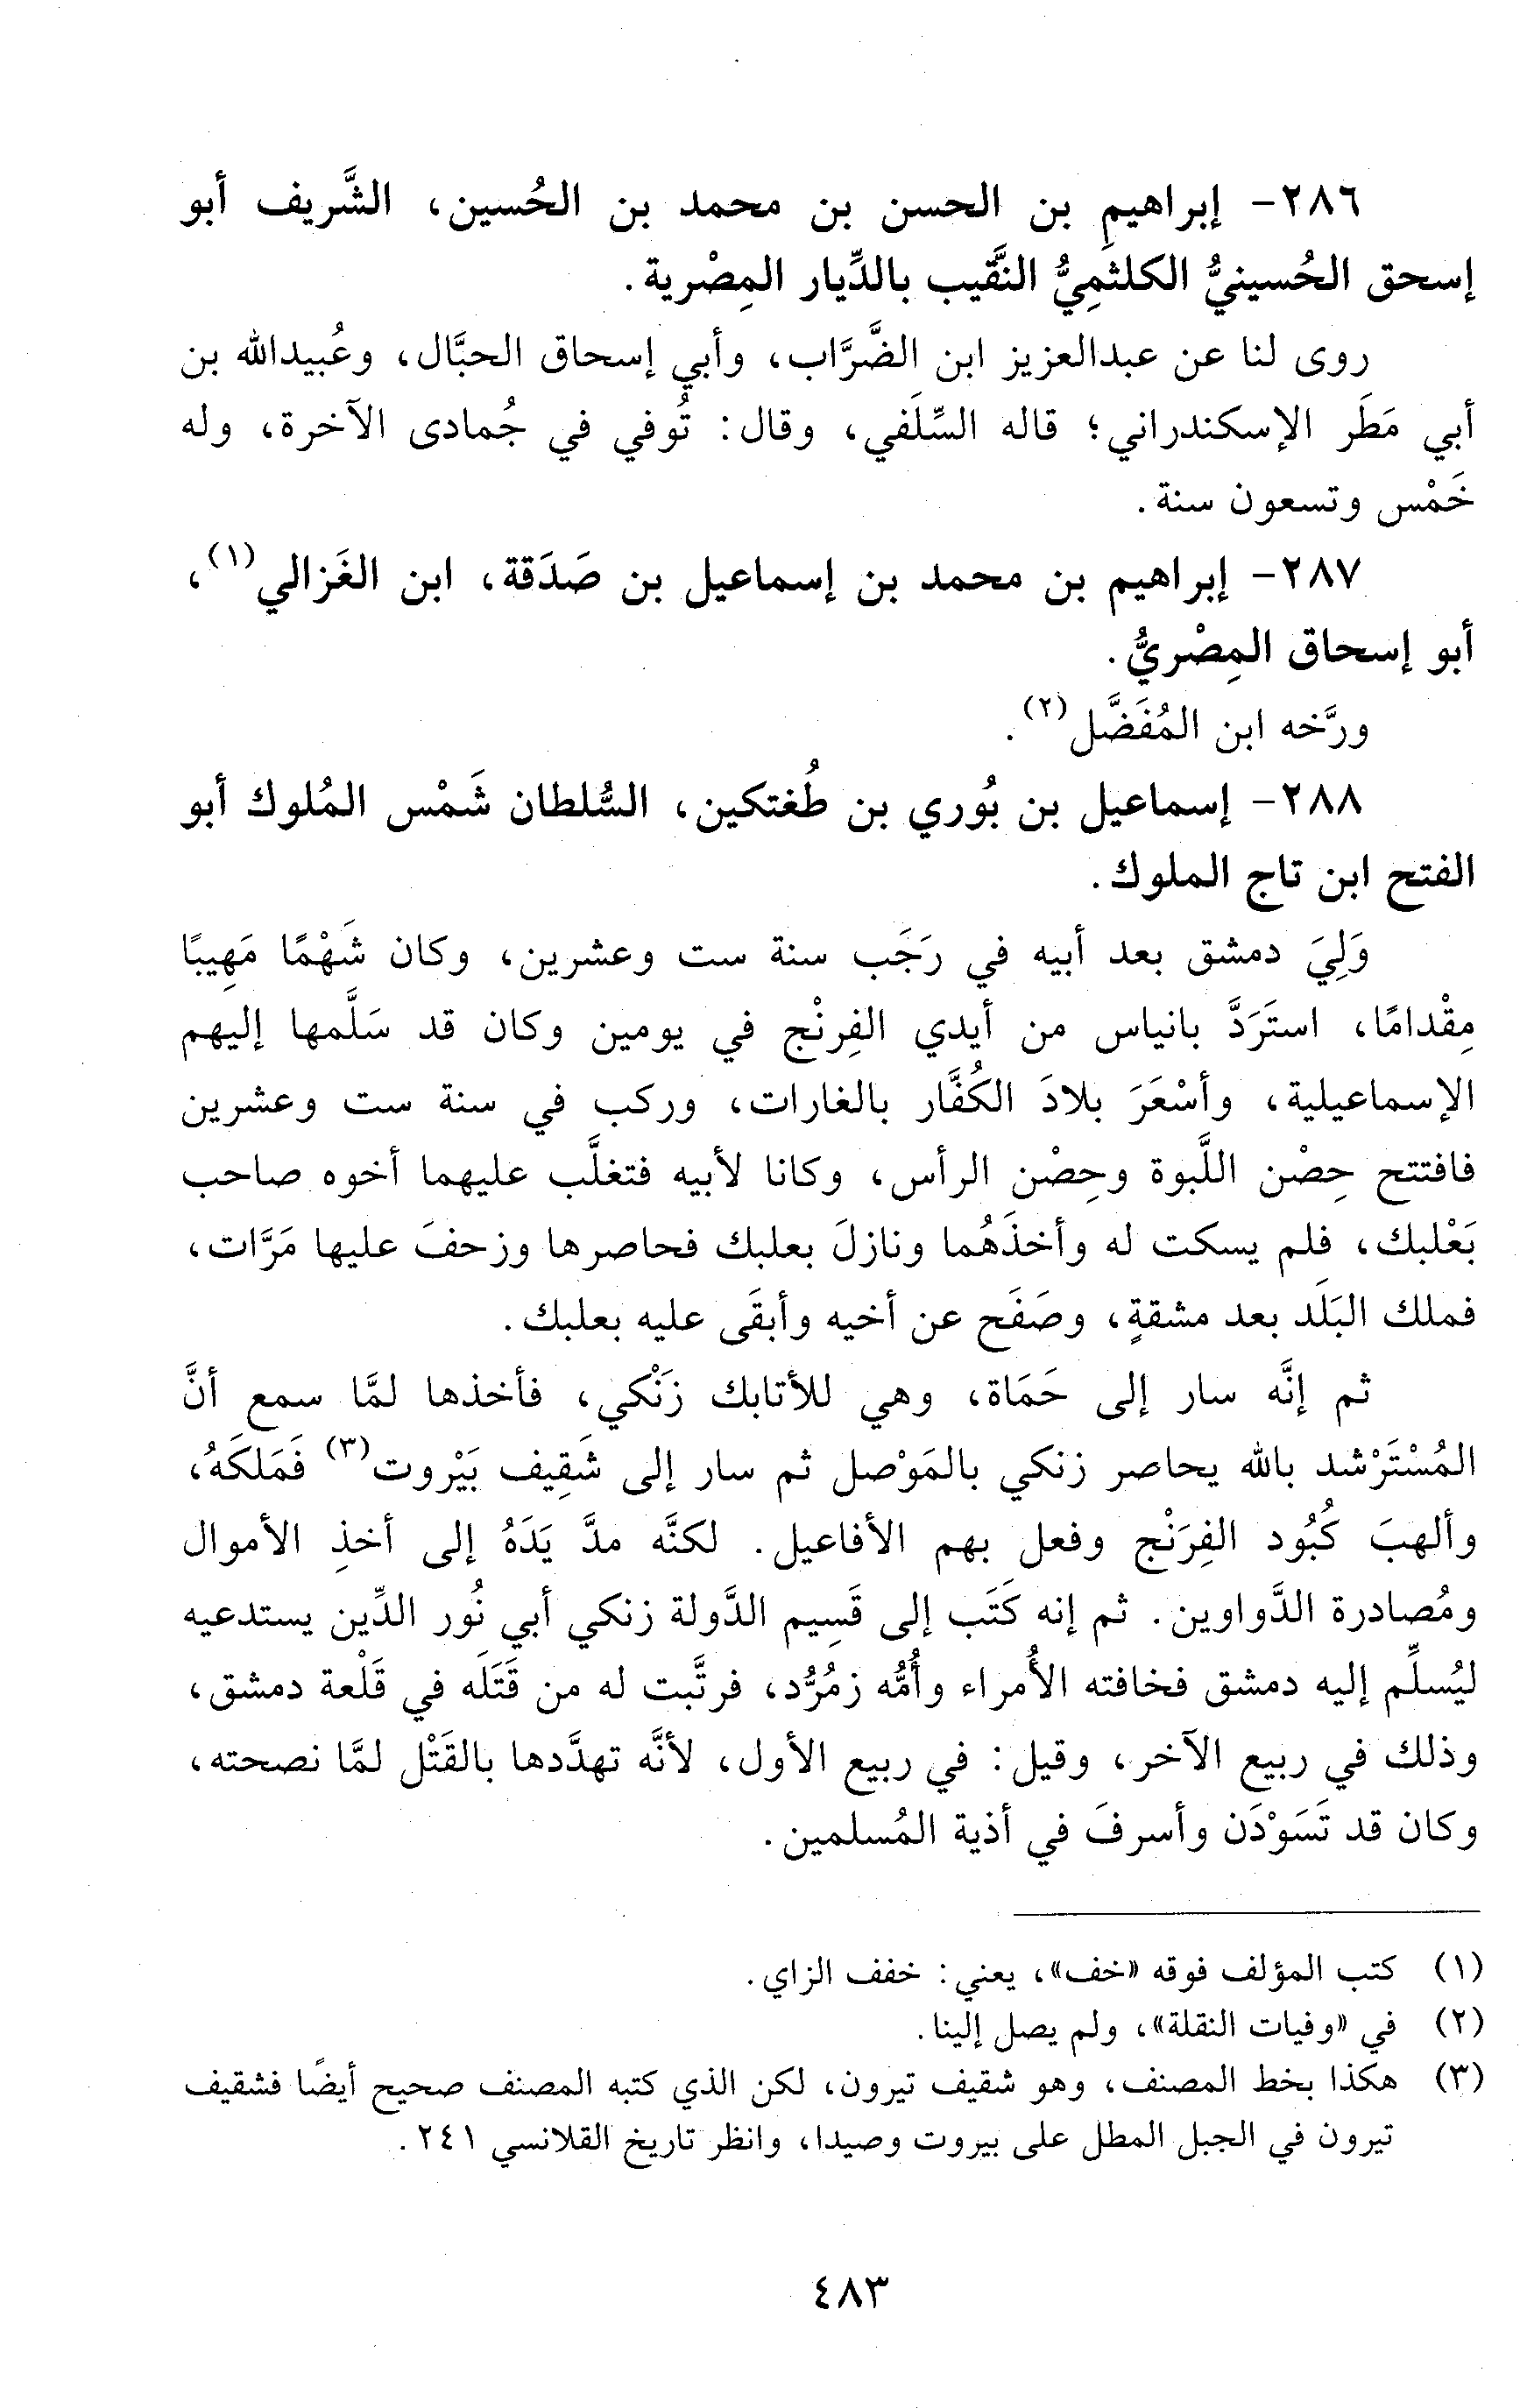 ٢٨٦- إبراهيم بن الحسن بن محمد بن الحُسين، الشَّريف أبو
إسحق الحُسينيُّ الكلثمِيُّ النَّقيب بالدِّيار المِصْرية.
روى لنا عن عبدالعزيز ابن الضَّرَّاب، وأبي إسحاق الحبَّال، وعُبيدالله بن
أبي مَطَر الإسكندراني؛ قاله السِّلَفي، وقال: تُوفي في جُمادى الآخرة، وله
خَمْس وتسعون سنة.
٢٨٧- إبراهيم بن محمد بن إسماعيل بن صَدَقة، ابن الغَزالي(١)،
أبو إسحاق المِصْريُّ.
ورَّخه ابن المُفَضَّل(٢).
٢٨٨- إسماعيل بن بُوري بن طُغتكين، السُّلطان شَمْس المُلوك أبو
الفتح ابن تاج الملوك.
وَلِيَ دمشق بعد أبيه في رَجَب سنة ست وعشرين، وكان شَهْمًا مَهِيبًا
مِقْدامًا، استَرَدَّ بانياس من أيدي الفِرنْج في يومين وكان قد سَلَّمها إليهم
الإسماعيلية، وأسْعَرَ بلادَ الكُفَّار بالغارات، وركب في سنة ست وعشرين
فافتتح حِصْن اللَّبوة وحِصْن الرأس، وكانا لأبيه فتغلَّب عليهما أخوه صاحب
بَعْلبك، فلم يسكت له وأخذَهُما ونازلَ بعلبك فحاصرها وزحفَ عليها مَرَّات،
فملك البَلَد بعد مشقةٍ، وصَفَح عن أخيه وأبقَى عليه بعلبك.
ثم إنَّه سار إلى حَمَاة، وهي للأتابك زَنْكي، فأخذها لمَّا سمع أنَّ
المُسْتَرْشد بالله يحاصر زنكي بالمَوْصل ثم سار إلى شَقِيف بَيْروت(٣) فَمَلكَهُ،
وألهبَ كُبُود الفِرَنْج وفعل بهم الأفاعيل. لكنَّه مدَّ يَدَهُ إلى أخذِ الأموال
ومُصادرة الدَّواوين. ثم إنه كَتَب إلى قَسِيم الدَّولة زنكي أبي نُور الدِّين يستدعيه
ليُسلِّم إليه دمشق فخافته الأُمراء وأُمُّه زمُرُّد، فرتَّبت له من قَتَلَه في قَلْعة دمشق،
وذلك في ربيع الآخر، وقيل: في ربيع الأول، لأنَّه تهدَّدها بالقَتْل لمَّا نصحته،
وكان قد تَسَوْدَن وأسرفَ في أذية المُسلمين.
(١) كتب المؤلف فوقه «خف»، يعني: خفف الزاي.
(٢) في «وفيات النقلة»، ولم يصل إلينا.
(٣) هكذا بخط المصنف، وهو شقيف تيرون، لكن الذي كتبه المصنف صحيح أيضًا فشقيف
تيرون في الجبل المطل على بيروت وصيدا، وانظر تاريخ القلانسي ٢٤١.
٤٨٣